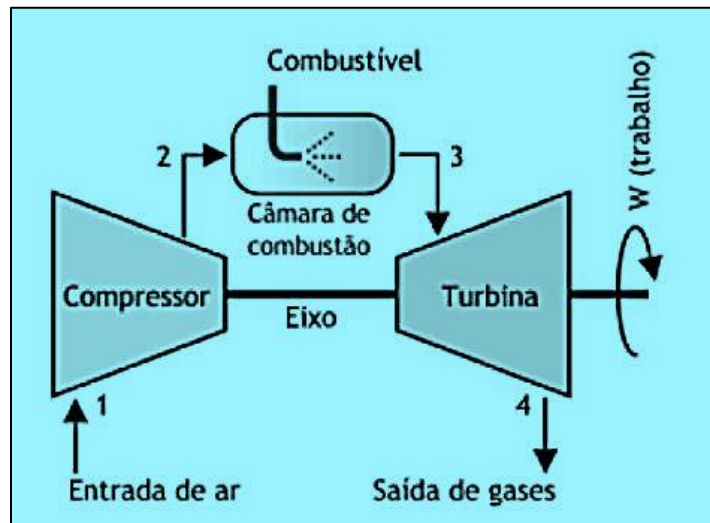 Combustível
2
3
Câmara de
combustão
W (trabalho)
Compressor
Eixo
Turbina
1
4
Entrada de ar
Saída de gases